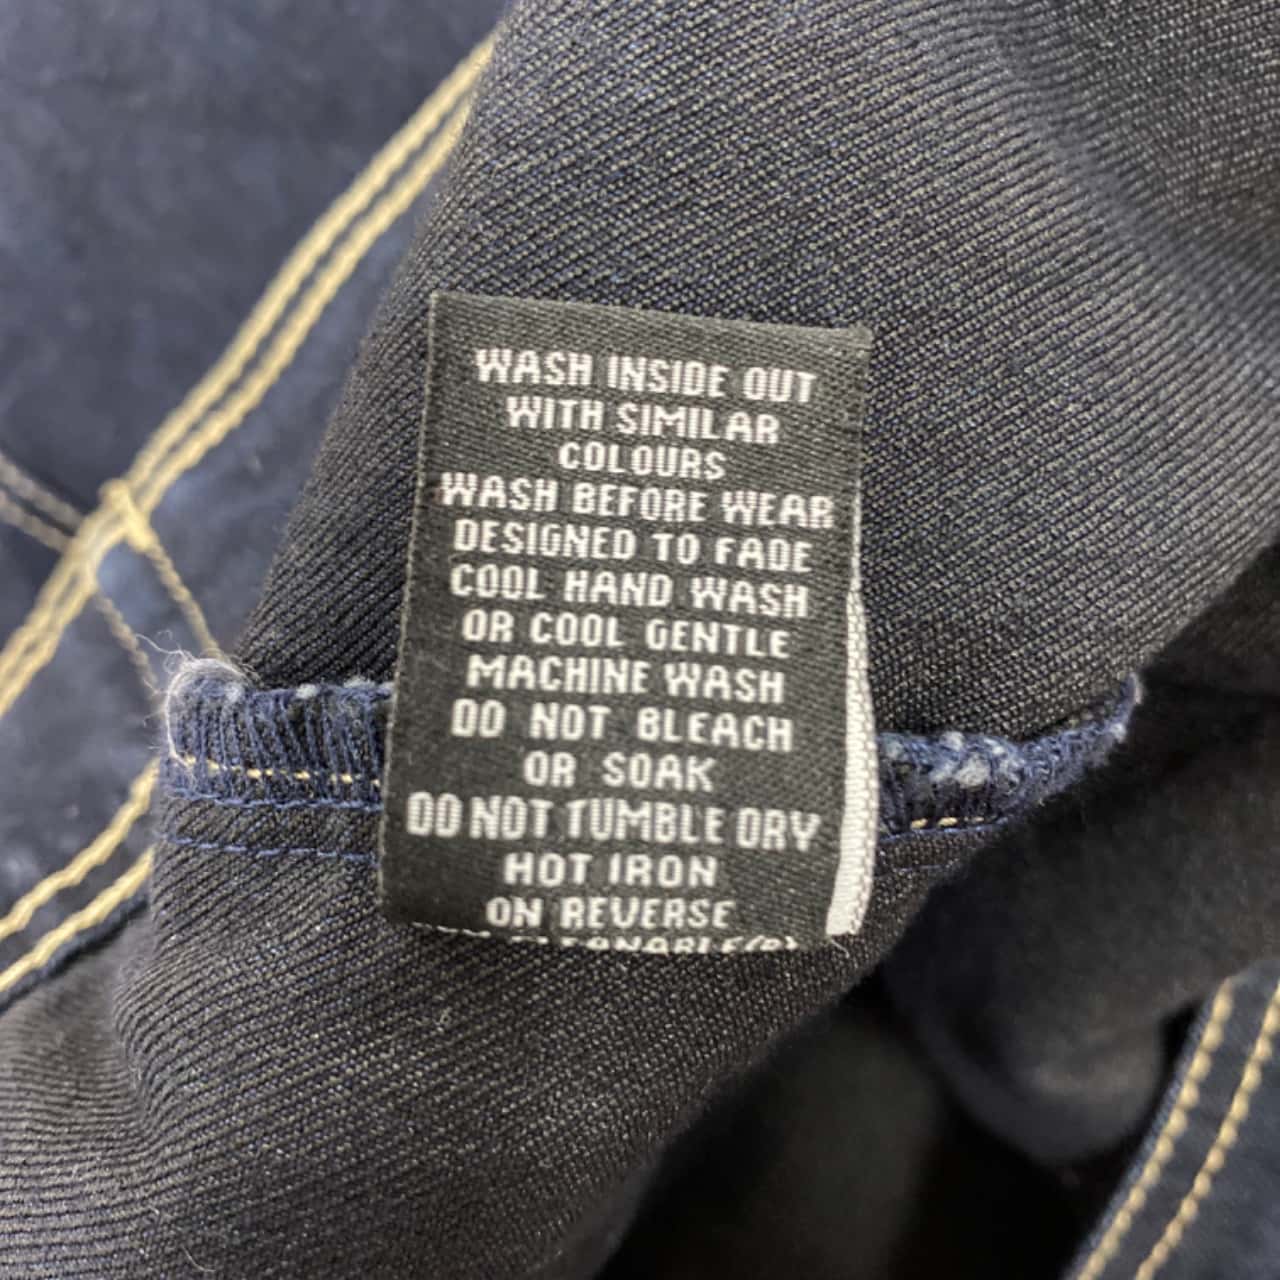 WASH INSIDE OUT
WITH SIMILAR
COLOURS
WASH BEFORE WEAR
DESIGNED TO FADE
COOL HAND WASH
OR COOL GENTLE
MACHINE WASH
DO NOT BLEACH
OR SOAK
DO NOT TUMBLE DRY
HOT IRON
ON REVERSE
CLEANABLE(P)